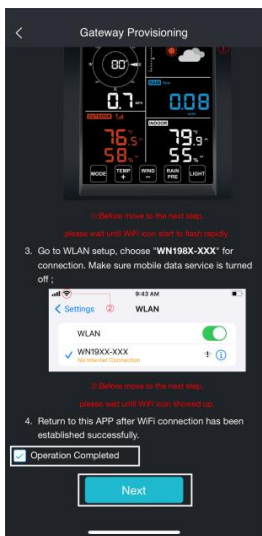 Gateway Provisioning
80°
RAIN
0.7
0.08
OUTDOOR
INDOOR
76.5
79.9
58
55
MODE
TEMP +
WIND −
RAIN PRE
LIGHT
①:Before move to the next step,
please wait until WiFi icon start to flash rapidly.
3. Go to WLAN setup, choose "WN198X-XXX" for
connection. Make sure mobile data service is turned
off ;
9:43 AM
Settings ② WLAN
WLAN
WN19XX-XXX
No Internet Connection
②:Before move to the next step,
please wait until WiFi icon showed up.
4. Return to this APP after WiFi connection has been
established successfully.
Operation Completed
Next